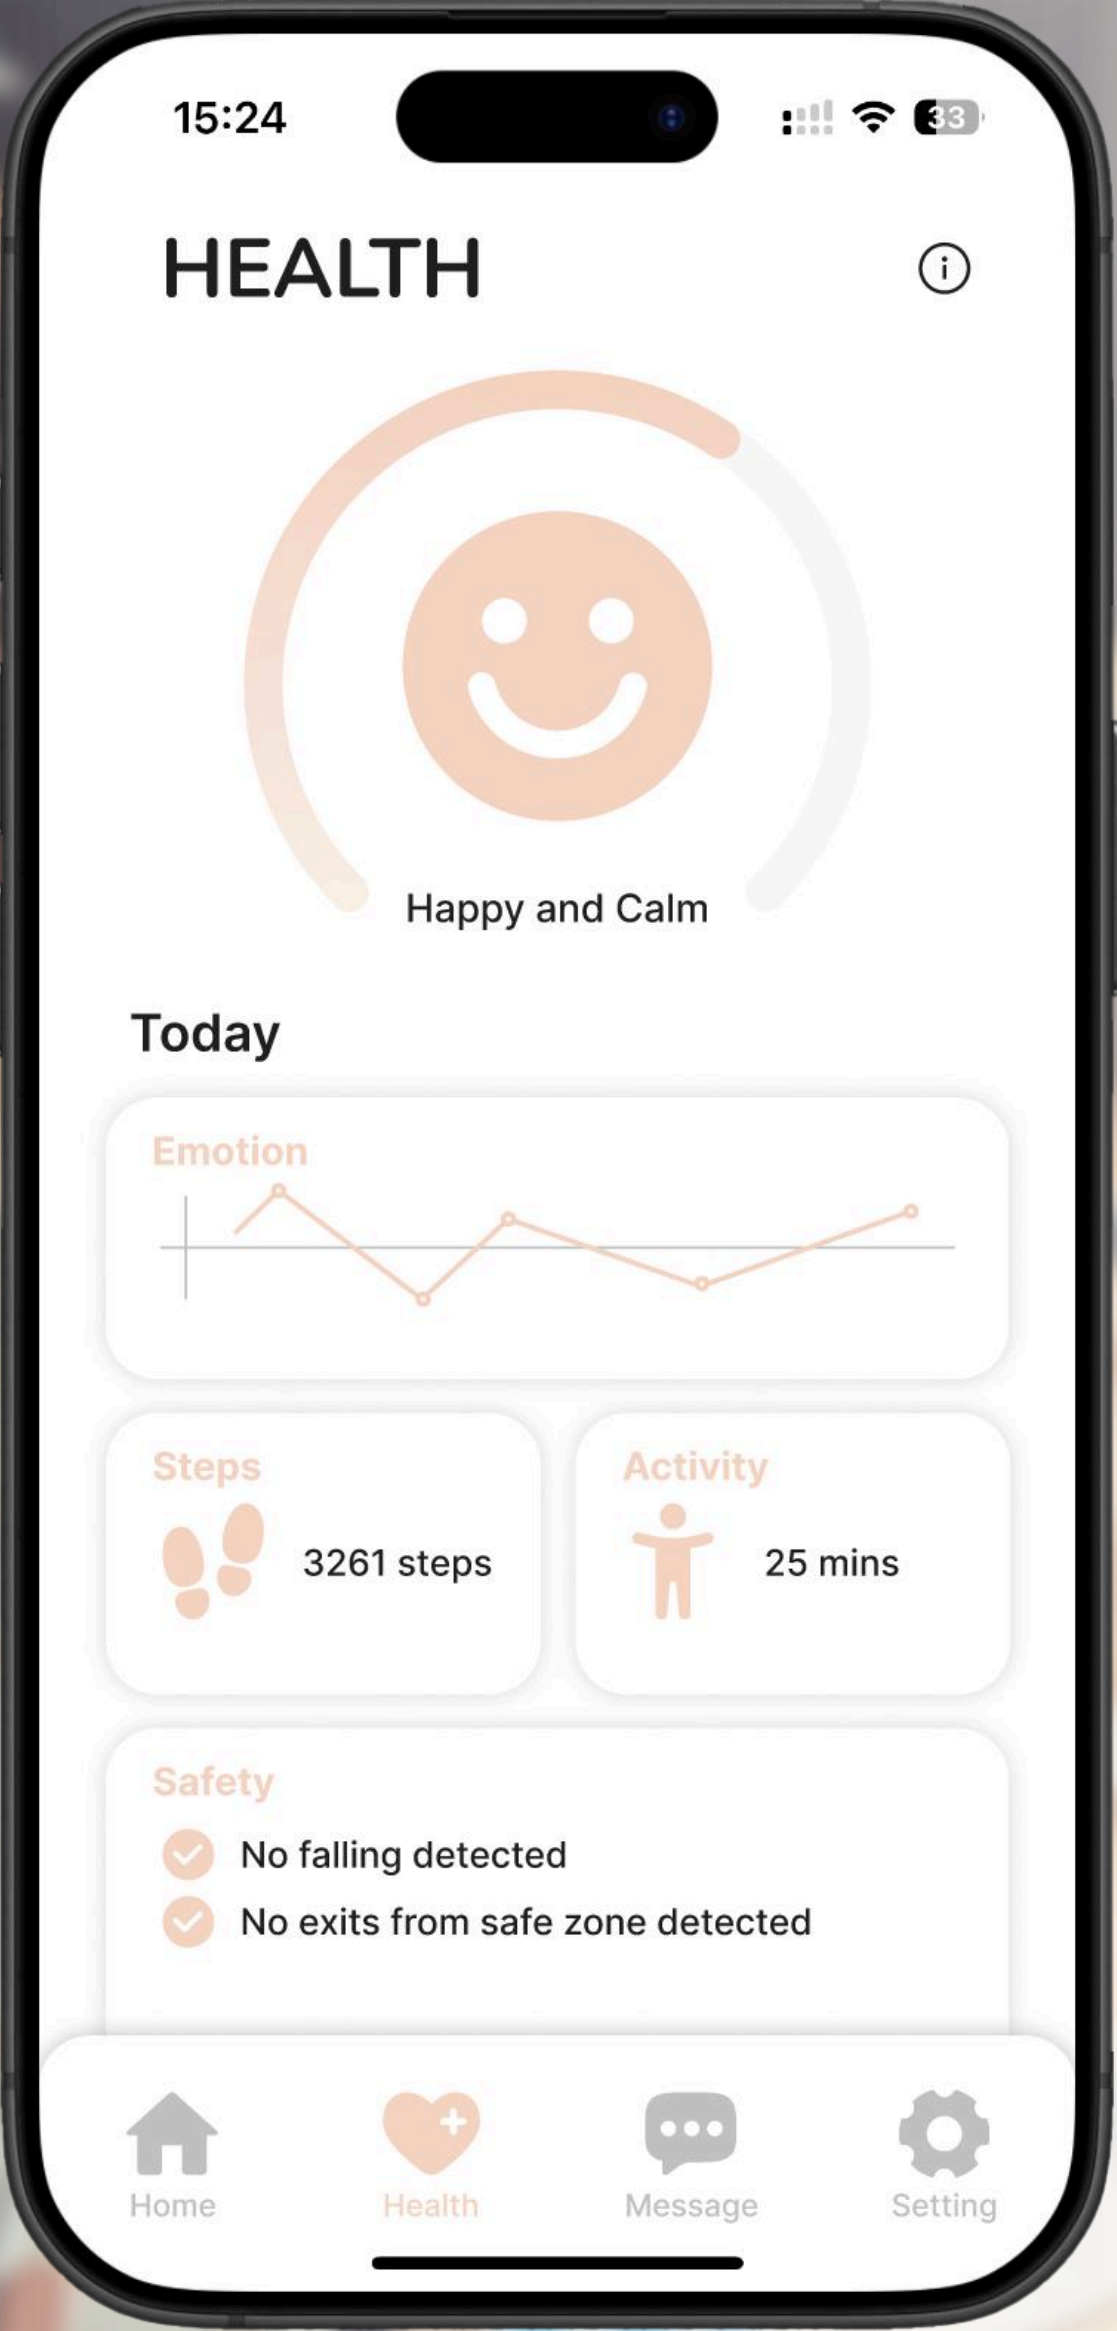 15:24
33
HEALTH
Happy and Calm
Today
Emotion
Steps
Activity
3261 steps
25 mins
Safety
No falling detected
No exits from safe zone detected
Home
Health
Message
Setting